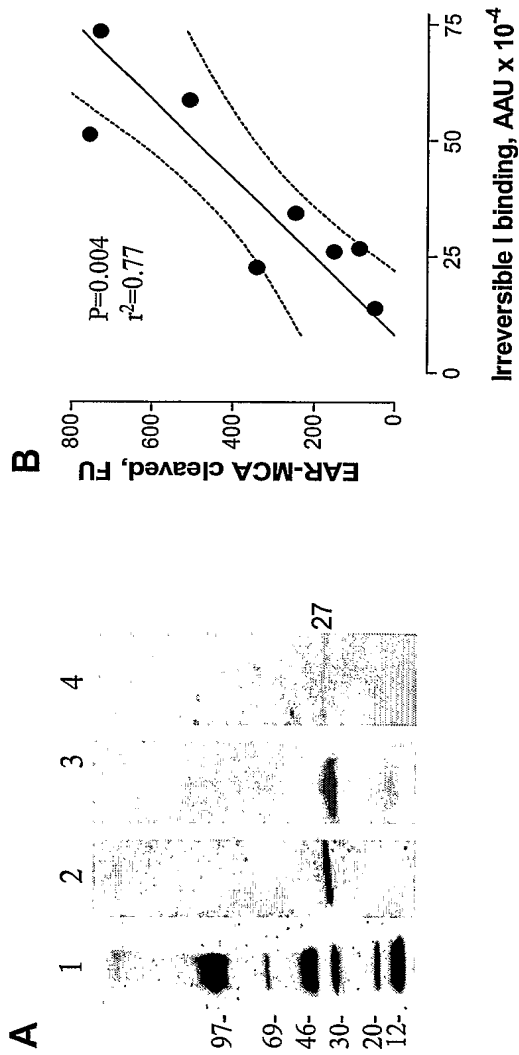 A
1 2 3 4
97-
69-
46-
30-
20-
12-
27
B
P=0.004
r²=0.77
EAR-MCA cleaved, FU
800
600
400
200
0
0 25 50 75
Irreversible I binding, AAU x 10⁻⁴